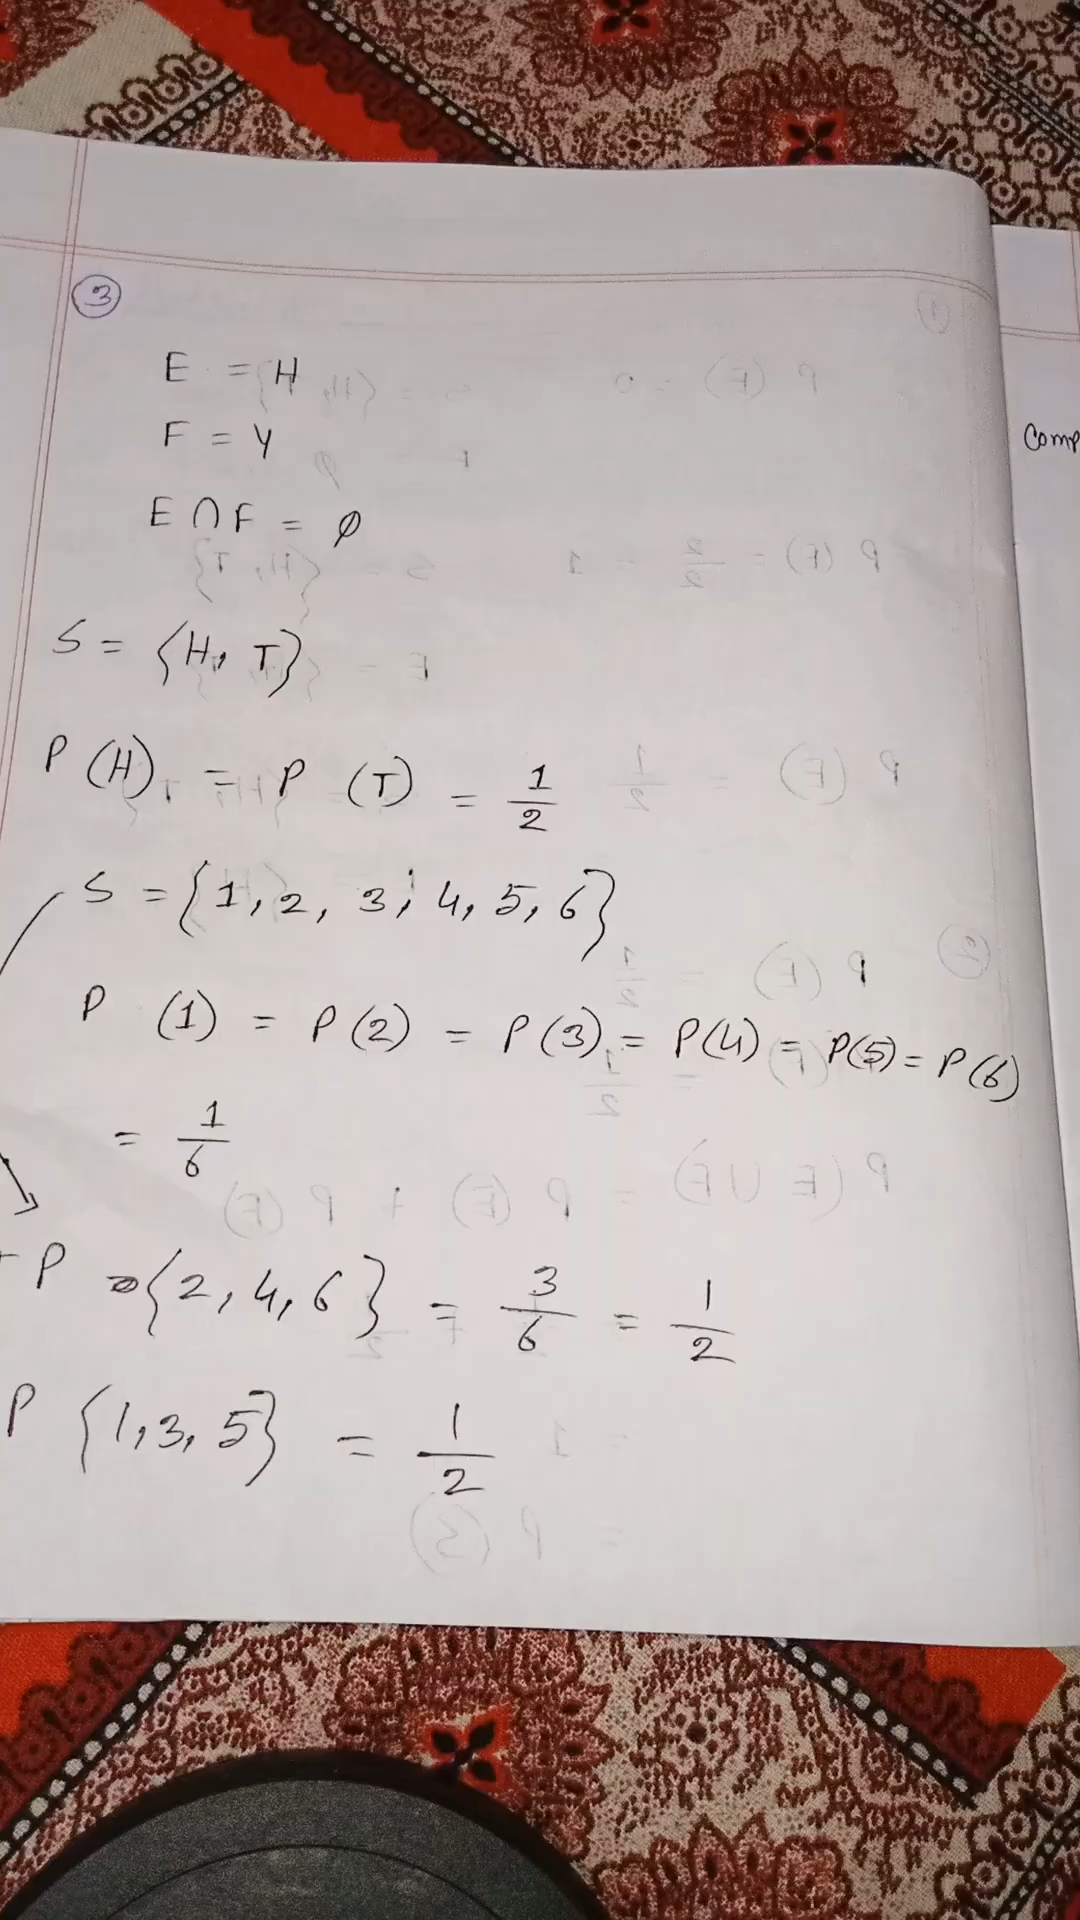 3
E = H
F = Y
E ∩ F = ∅
S = {H, T}
P (H) = P (T) = 1/2
S = {1, 2, 3, 4, 5, 6}
P (1) = P (2) = P (3) = P(4) = P(5) = P(6)
= 1/6
P {2, 4, 6} = 3/6 = 1/2
P {1, 3, 5} = 1/2
Comp